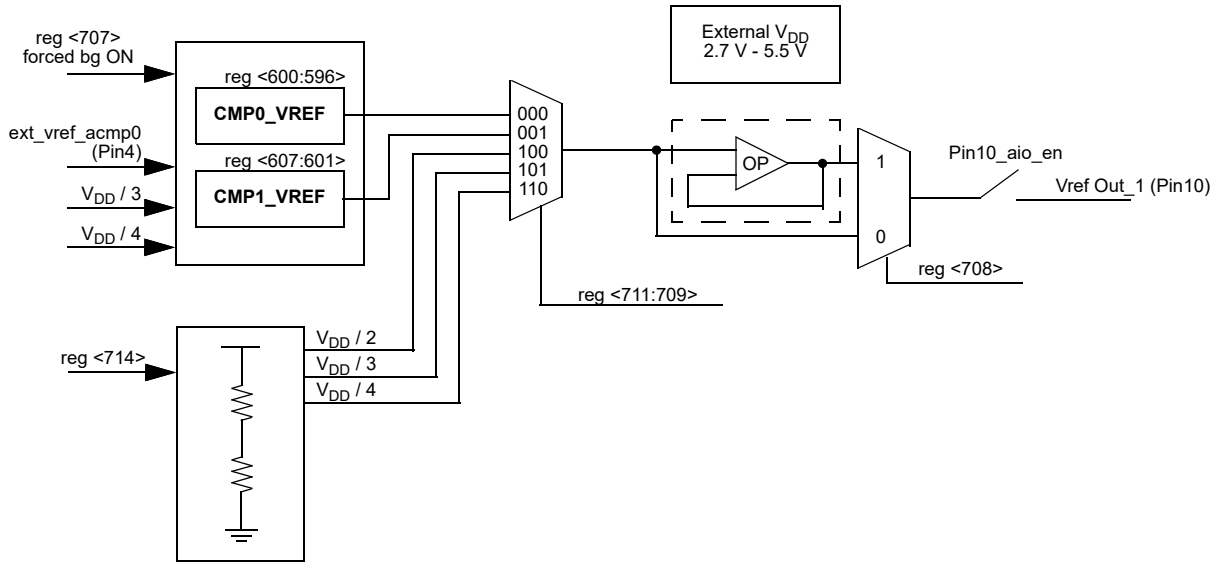 External VDD
2.7 V - 5.5 V
reg <707>
forced bg ON
reg <600:596>
CMP0_VREF
ext_vref_acmp0
(Pin4)
reg <607:601>
CMP1_VREF
VDD / 3
VDD / 4
000
001
100
101
110
OP
1
0
Pin10_aio_en
Vref Out_1 (Pin10)
reg <708>
reg <711:709>
reg <714>
VDD / 2
VDD / 3
VDD / 4